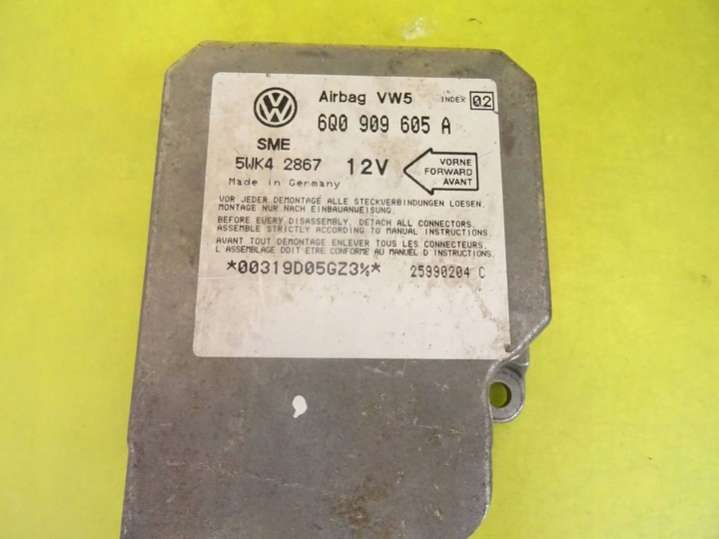 Airbag VW5 INDEX 02
6Q0 909 605 A
SME
5WK4 2867 12V
VORNE
FORWARD
AVANT
Made in Germany
VOR JEDER DEMONTAGE ALLE STECKVERBINDUNGEN LOESEN.
MONTAGE NUR NACH EINBAUANWEISUNG.
BEFORE EVERY DISASSEMBLY, DETACH ALL CONNECTORS.
ASSEMBLE STRICTLY ACCORDING TO MANUAL INSTRUCTIONS.
AVANT TOUT DEMONTAGE ENLEVER TOUS LES CONNECTEURS.
L ASSEMBLAGE DOIT ETRE CONFORME AU MANUEL D INSTRUCTIONS.
*00319D05GZ3%* 25990204 C